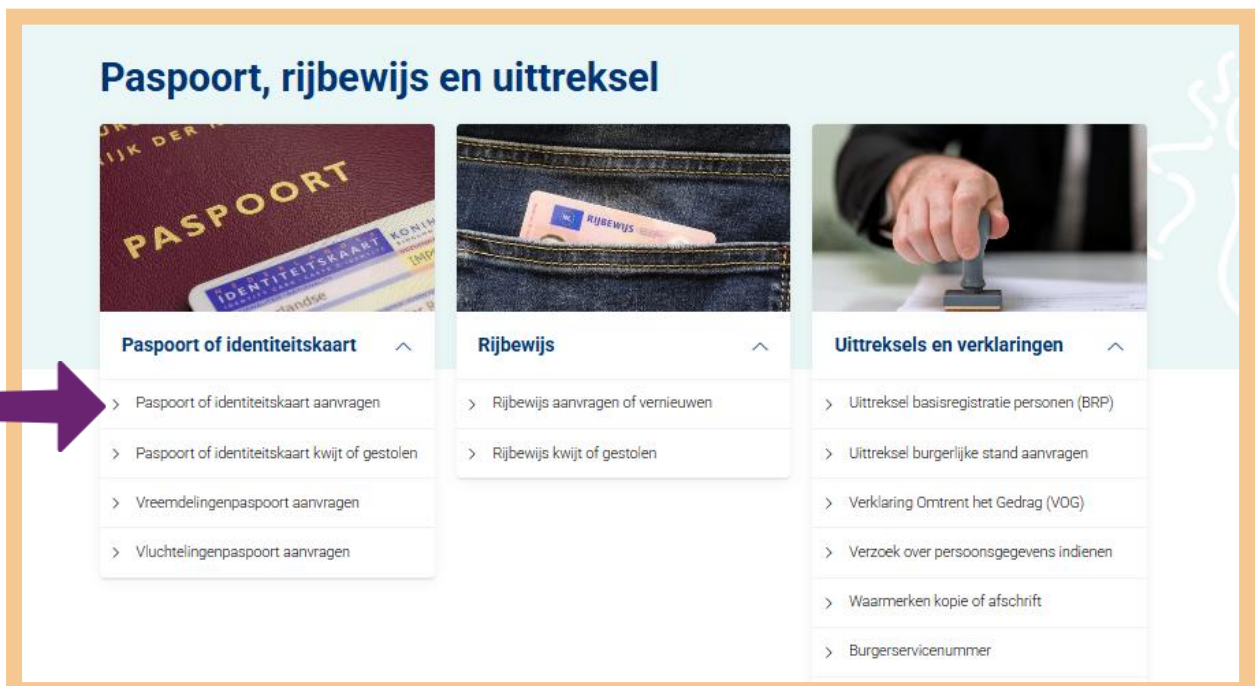 Paspoort, rijbewijs en uittreksel
NIJK DER
PASPOORT
IDENTITEITSKAART
RIJBEWIJS
Paspoort of identiteitskaart
Paspoort of identiteitskaart aanvragen
Paspoort of identiteitskaart kwijt of gestolen
Vreemdelingenpaspoort aanvragen
Vluchtelingenpaspoort aanvragen
Rijbewijs
Rijbewijs aanvragen of vernieuwen
Rijbewijs kwijt of gestolen
Uittreksels en verklaringen
Uittreksel basisregistratie personen (BRP)
Uittreksel burgerlijke stand aanvragen
Verklaring Omtrent het Gedrag (VOG)
Verzoek over persoonsgegevens indienen
Waarmerken kopie of afschrift
Burgerservicenummer